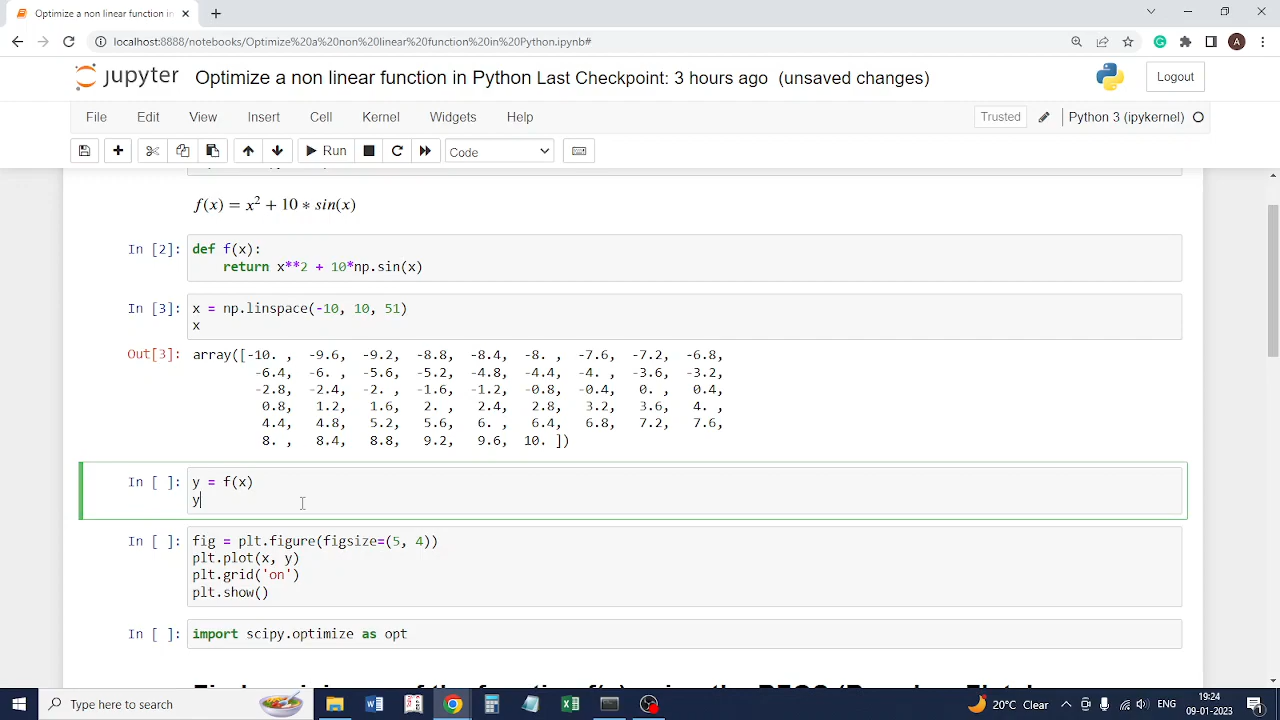 Optimize a non linear function in
localhost:8888/notebooks/Optimize%20a%20non%20linear%20function%20in%20Python.ipynb#
A
jupyter Optimize a non linear function in Python Last Checkpoint: 3 hours ago (unsaved changes) Logout
File Edit View Insert Cell Kernel Widgets Help Trusted Python 3 (ipykernel)
Run Code
f(x) = x² + 10 * sin(x)
In [2]: def f(x):
return x**2 + 10*np.sin(x)
In [3]: x = np.linspace(-10, 10, 51)
x
Out[3]: array([-10. , -9.6, -9.2, -8.8, -8.4, -8. , -7.6, -7.2, -6.8,
-6.4, -6. , -5.6, -5.2, -4.8, -4.4, -4. , -3.6, -3.2,
-2.8, -2.4, -2. , -1.6, -1.2, -0.8, -0.4, 0. , 0.4,
0.8, 1.2, 1.6, 2. , 2.4, 2.8, 3.2, 3.6, 4. ,
4.4, 4.8, 5.2, 5.6, 6. , 6.4, 6.8, 7.2, 7.6,
8. , 8.4, 8.8, 9.2, 9.6, 10. ])
In [ ]: y = f(x)
y
In [ ]: fig = plt.figure(figsize=(5, 4))
plt.plot(x, y)
plt.grid('on')
plt.show()
In [ ]: import scipy.optimize as opt
Type here to search 20°C Clear ENG 19:24
09-01-2023